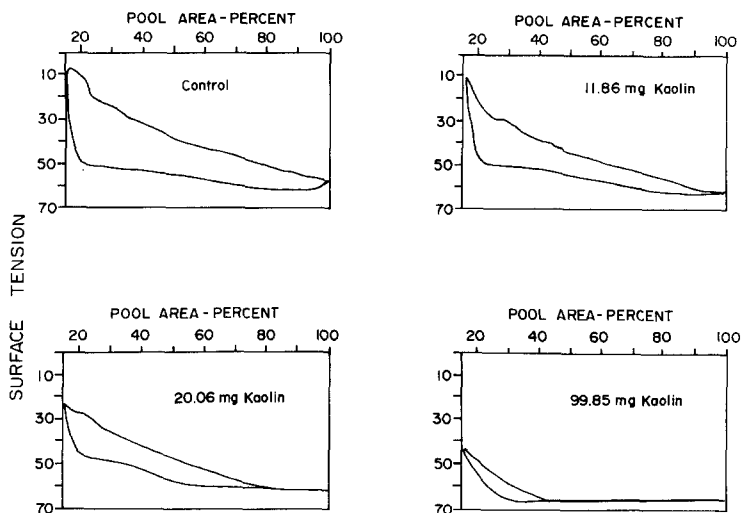 POOL AREA-PERCENT
20 40 60 80 100
10
30
50
70
Control
POOL AREA-PERCENT
20 40 60 80 100
10
30
50
70
11.86 mg Kaolin
SURFACE TENSION
POOL AREA-PERCENT
20 40 60 80 100
10
30
50
70
20.06 mg Kaolin
POOL AREA-PERCENT
20 40 60 80 100
10
30
50
70
99.85 mg Kaolin